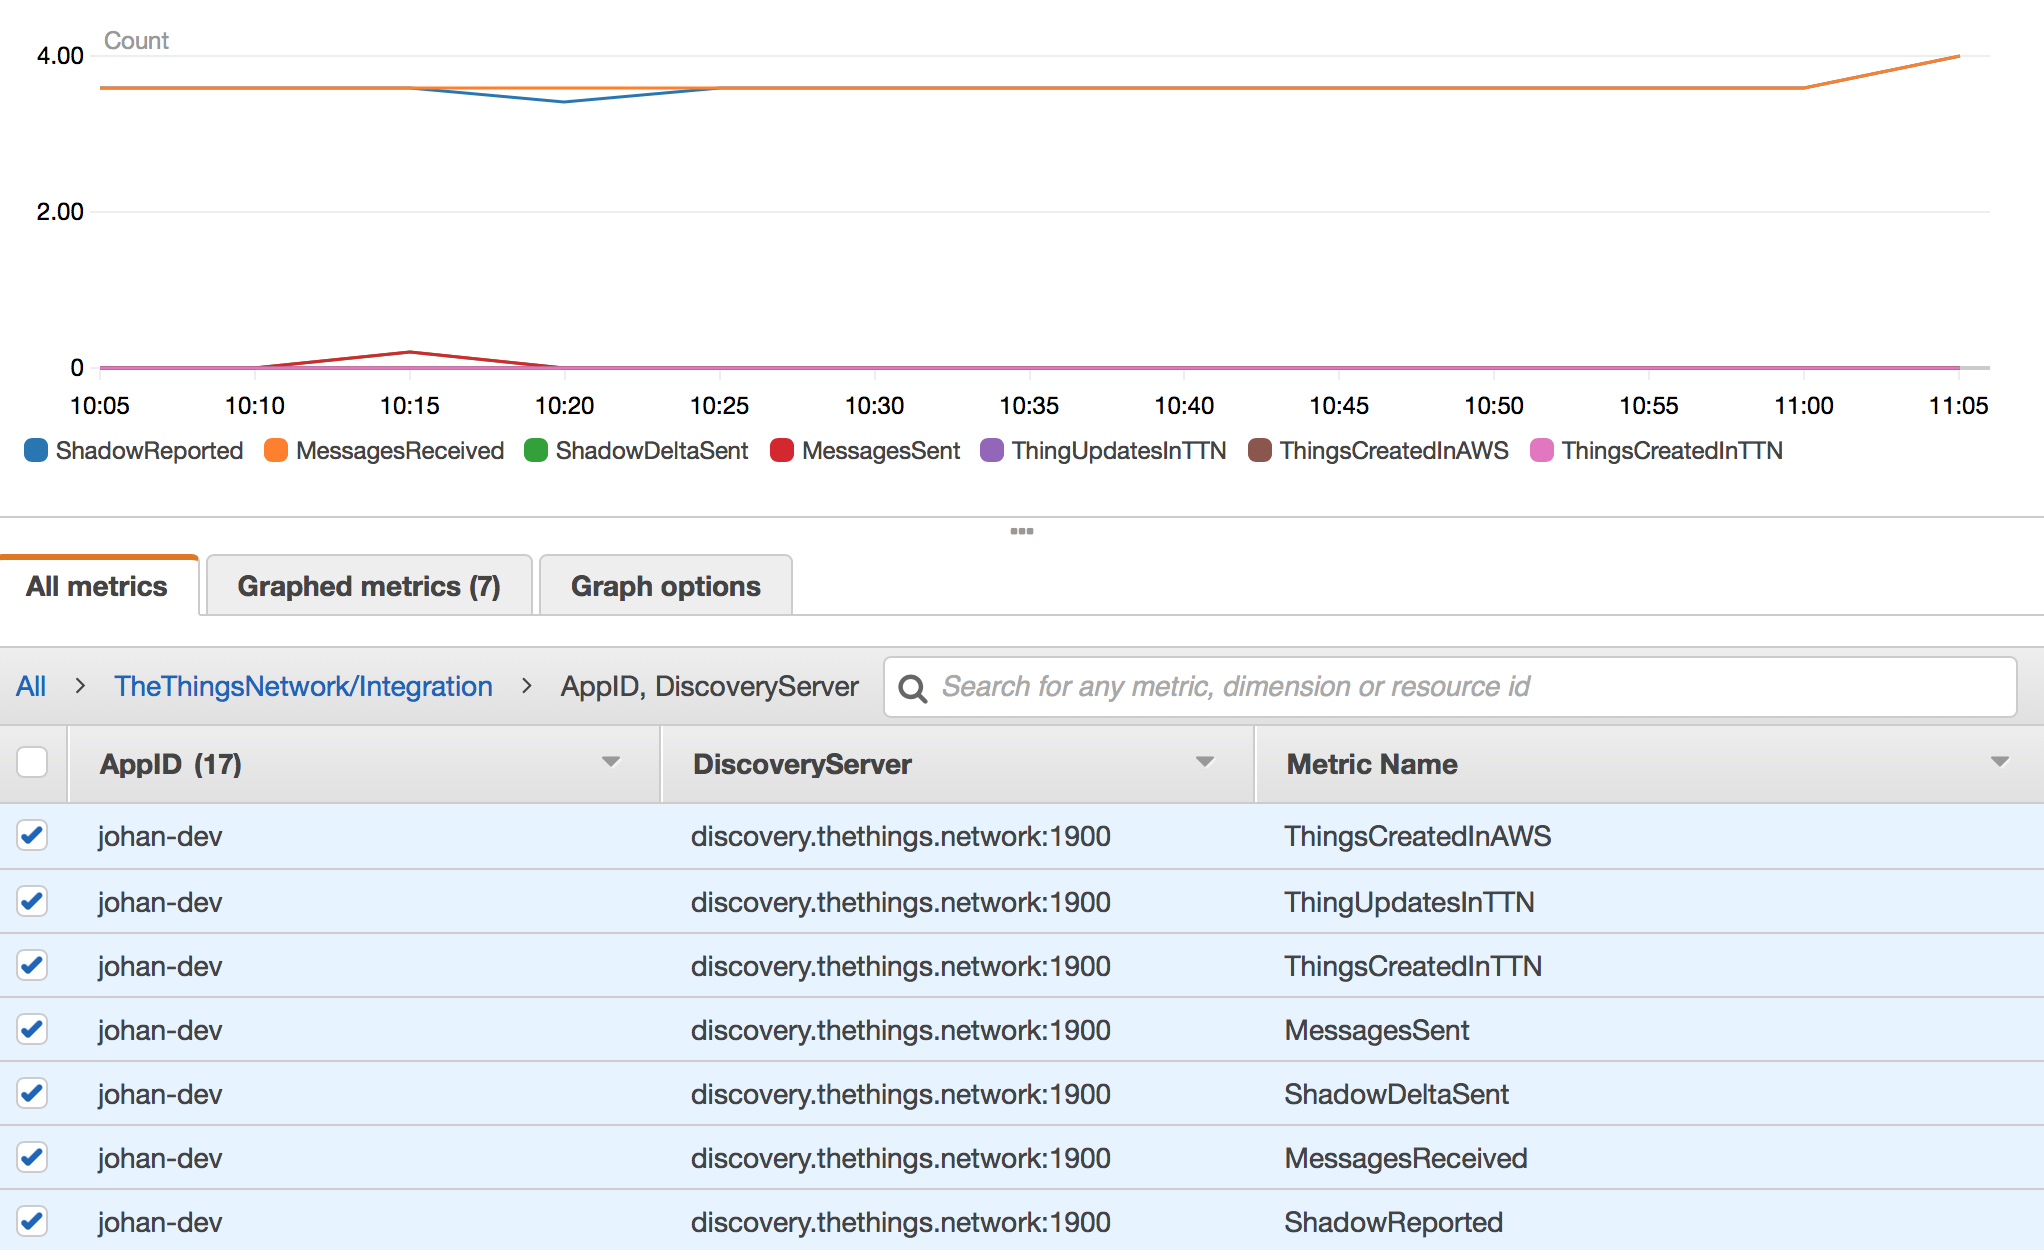 Count
4.00
2.00
0
10:05 10:10 10:15 10:20 10:25 10:30 10:35 10:40 10:45 10:50 10:55 11:00 11:05
ShadowReported MessagesReceived ShadowDeltaSent MessagesSent ThingUpdatesInTTN ThingsCreatedInAWS ThingsCreatedInTTN
All metrics Graphed metrics (7) Graph options
All > TheThingsNetwork/Integration > AppID, DiscoveryServer Search for any metric, dimension or resource id
AppID (17) DiscoveryServer Metric Name
johan-dev discovery.thethings.network:1900 ThingsCreatedInAWS
johan-dev discovery.thethings.network:1900 ThingUpdatesInTTN
johan-dev discovery.thethings.network:1900 ThingsCreatedInTTN
johan-dev discovery.thethings.network:1900 MessagesSent
johan-dev discovery.thethings.network:1900 ShadowDeltaSent
johan-dev discovery.thethings.network:1900 MessagesReceived
johan-dev discovery.thethings.network:1900 ShadowReported